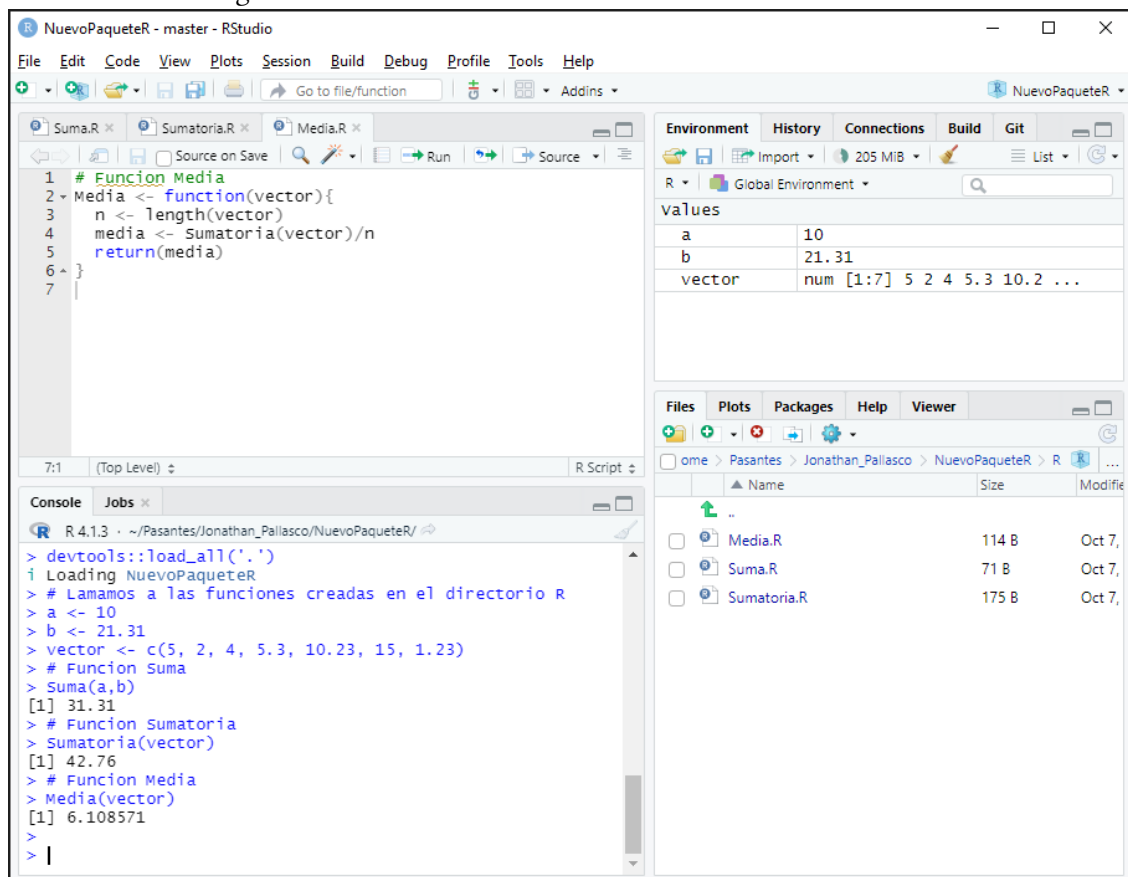 NuevoPaqueteR - master - RStudio
File Edit Code View Plots Session Build Debug Profile Tools Help
Go to file/function Addins NuevoPaqueteR
Suma.R Sumatoria.R Media.R
Source on Save Run Source
1 # Funcion Media
2 Media <- function(vector){
3 n <- length(vector)
4 media <- Sumatoria(vector)/n
5 return(media)
6 }
7
7:1 (Top Level) R Script
Console Jobs
R 4.1.3 · ~/Pasantes/Jonathan_Pallasco/NuevoPaqueteR/
> devtools::load_all('.')
i Loading NuevoPaqueteR
> # Lamamos a las funciones creadas en el directorio R
> a <- 10
> b <- 21.31
> vector <- c(5, 2, 4, 5.3, 10.23, 15, 1.23)
> # Funcion Suma
> Suma(a,b)
[1] 31.31
> # Funcion Sumatoria
> Sumatoria(vector)
[1] 42.76
> # Funcion Media
> Media(vector)
[1] 6.108571
>
>
Environment History Connections Build Git
Import 205 MiB List
R Global Environment
Values
a 10
b 21.31
vector num [1:7] 5 2 4 5.3 10.2 ...
Files Plots Packages Help Viewer
ome > Pasantes > Jonathan_Pallasco > NuevoPaqueteR > R ...
Name Size Modifie
..
Media.R 114 B Oct 7,
Suma.R 71 B Oct 7,
Sumatoria.R 175 B Oct 7,